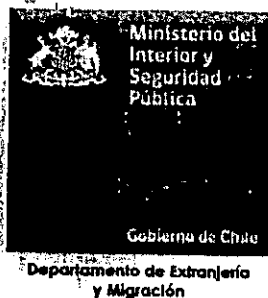 Ministerio del
Interior y
Seguridad
Pública
Gobierno de Chile
Departamento de Extranjería
y Migración